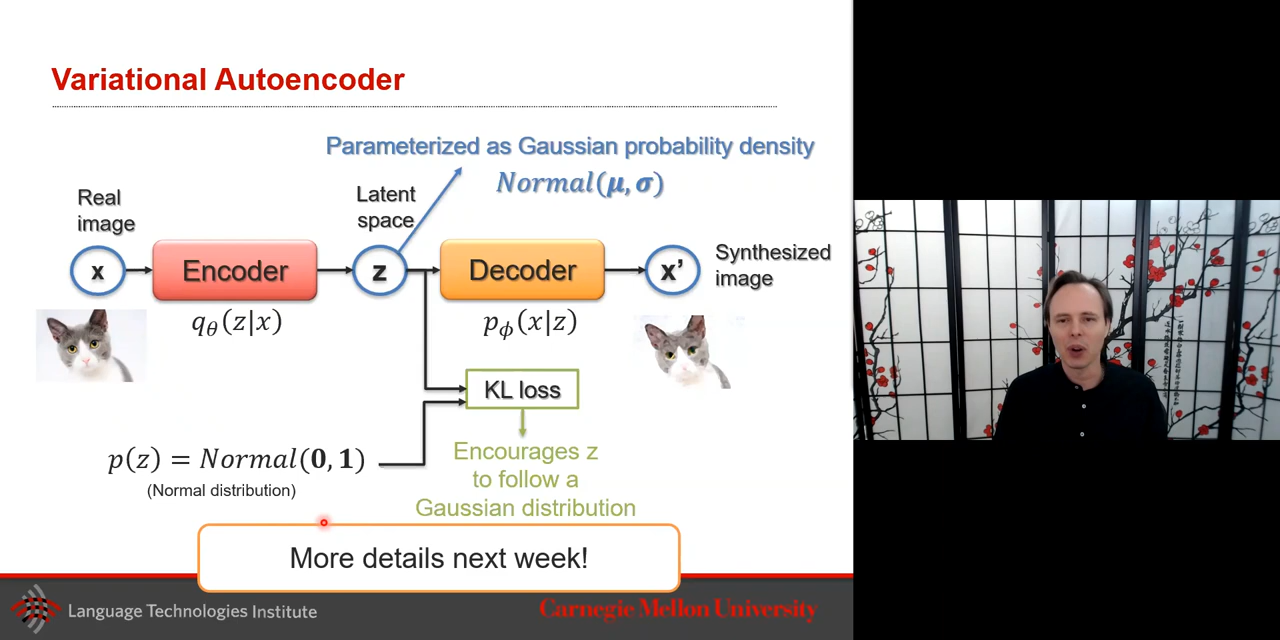 Variational Autoencoder
Parameterized as Gaussian probability density
Normal(μ, σ)
Real
image
Latent
space
x
Encoder
z
Decoder
x’
Synthesized
image
qθ(z|x)
pϕ(x|z)
KL loss
p(z) = Normal(0, 1)
(Normal distribution)
Encourages z
to follow a
Gaussian distribution
More details next week!
Language Technologies Institute
Carnegie Mellon University